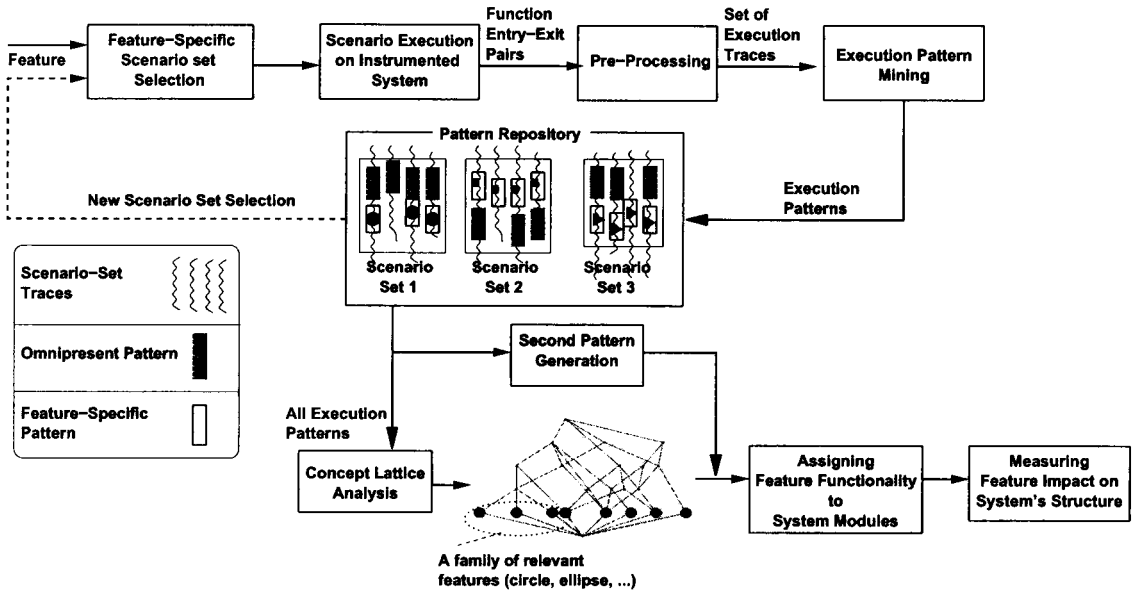 Feature
Feature–Specific
Scenario set
Selection
Scenario Execution
on Instrumented
System
Function
Entry–Exit
Pairs
Pre–Processing
Set of
Execution
Traces
Execution Pattern
Mining
Pattern Repository
New Scenario Set Selection
Execution
Patterns
Scenario
Set 1
Scenario
Set 2
Scenario
Set 3
Scenario–Set
Traces
Omnipresent Pattern
Feature–Specific
Pattern
Second Pattern
Generation
All Execution
Patterns
Concept Lattice
Analysis
Assigning
Feature Functionality
to
System Modules
Measuring
Feature Impact on
System's Structure
A family of relevant
features (circle, ellipse, ...)